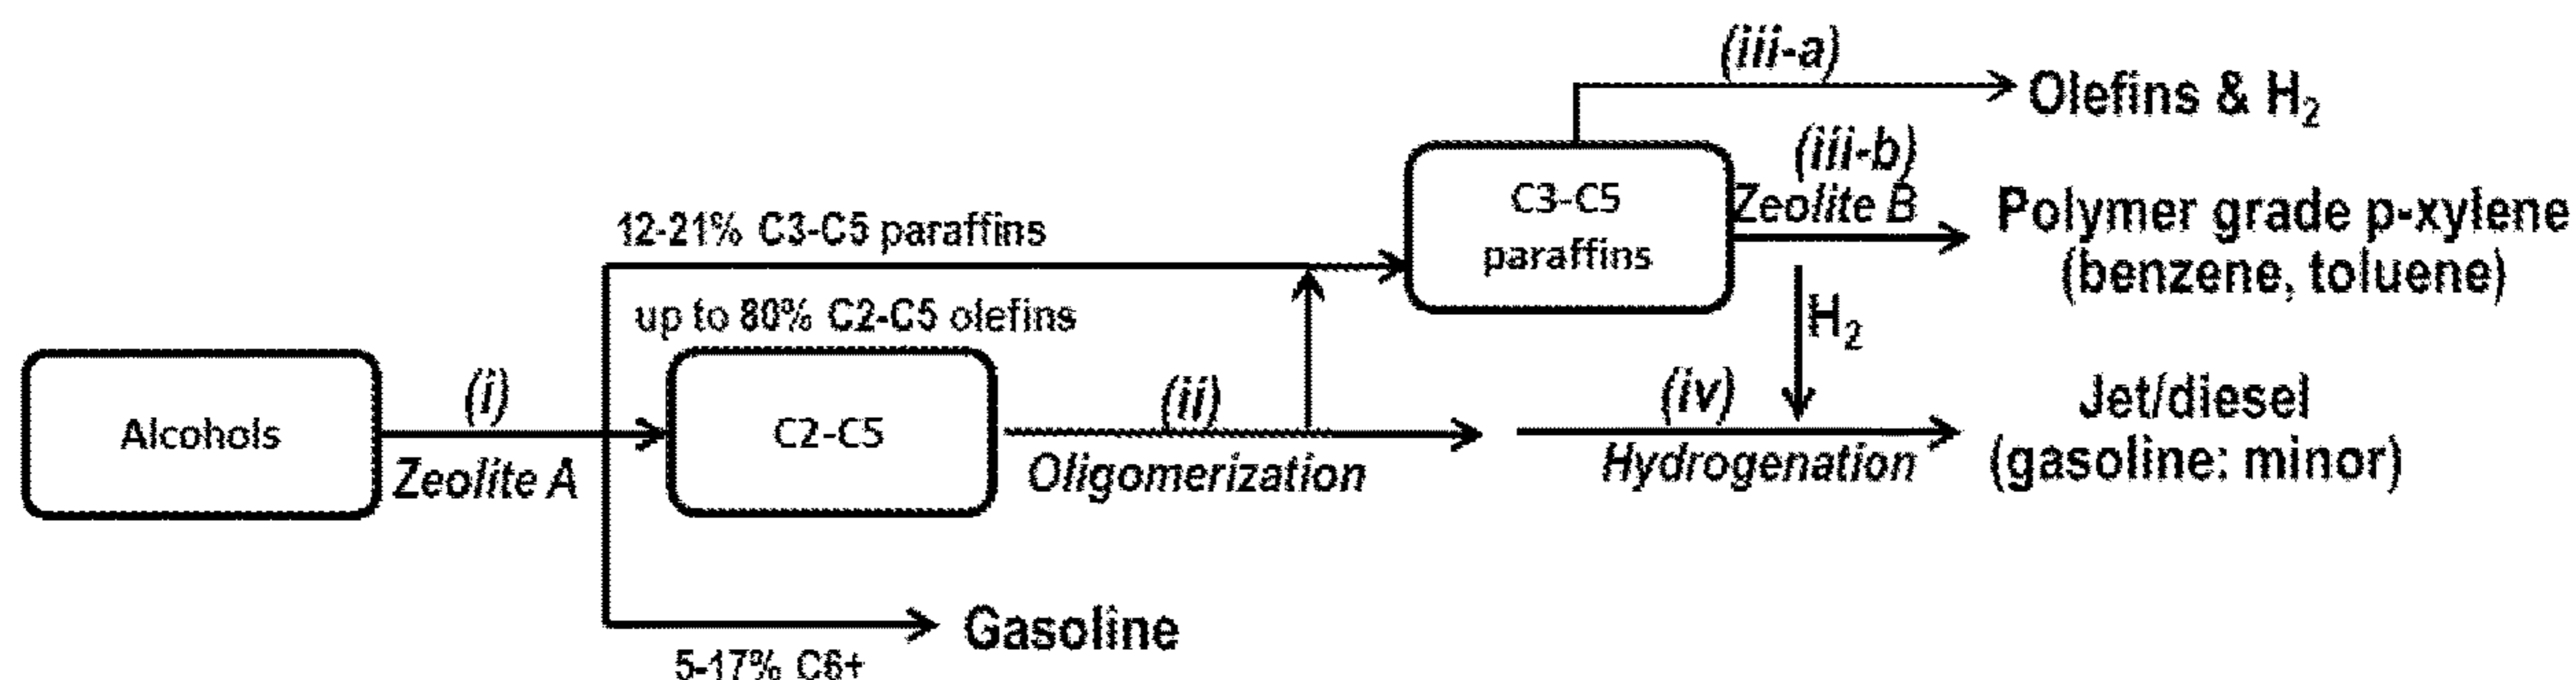 (iii-a)
Olefins & H2
(iii-b)
Zeolite B
C3-C5
paraffins
Polymer grade p-xylene
(benzene, toluene)
12-21% C3-C5 paraffins
up to 80% C2-C5 olefins
H2
Alcohols
(i)
Zeolite A
C2-C5
(ii)
Oligomerization
(iv)
Hydrogenation
Jet/diesel
(gasoline: minor)
Gasoline
5-17% C6+